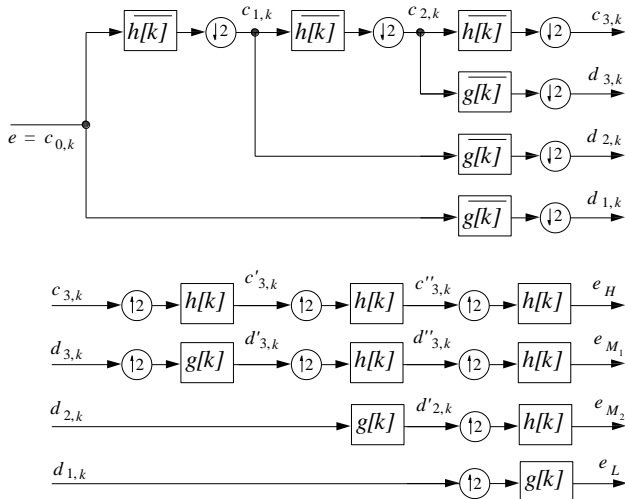 c1,k c2,k
h[k] ↓2 h[k] ↓2 h[k] ↓2 c3,k
g[k] ↓2 d3,k
e = c0,k
g[k] ↓2 d2,k
g[k] ↓2 d1,k
c3,k ↑2 h[k] c'3,k ↑2 h[k] c''3,k ↑2 h[k] eH
d3,k ↑2 g[k] d'3,k ↑2 h[k] d''3,k ↑2 h[k] eM1
d2,k g[k] d'2,k ↑2 h[k] eM2
d1,k ↑2 g[k] eL